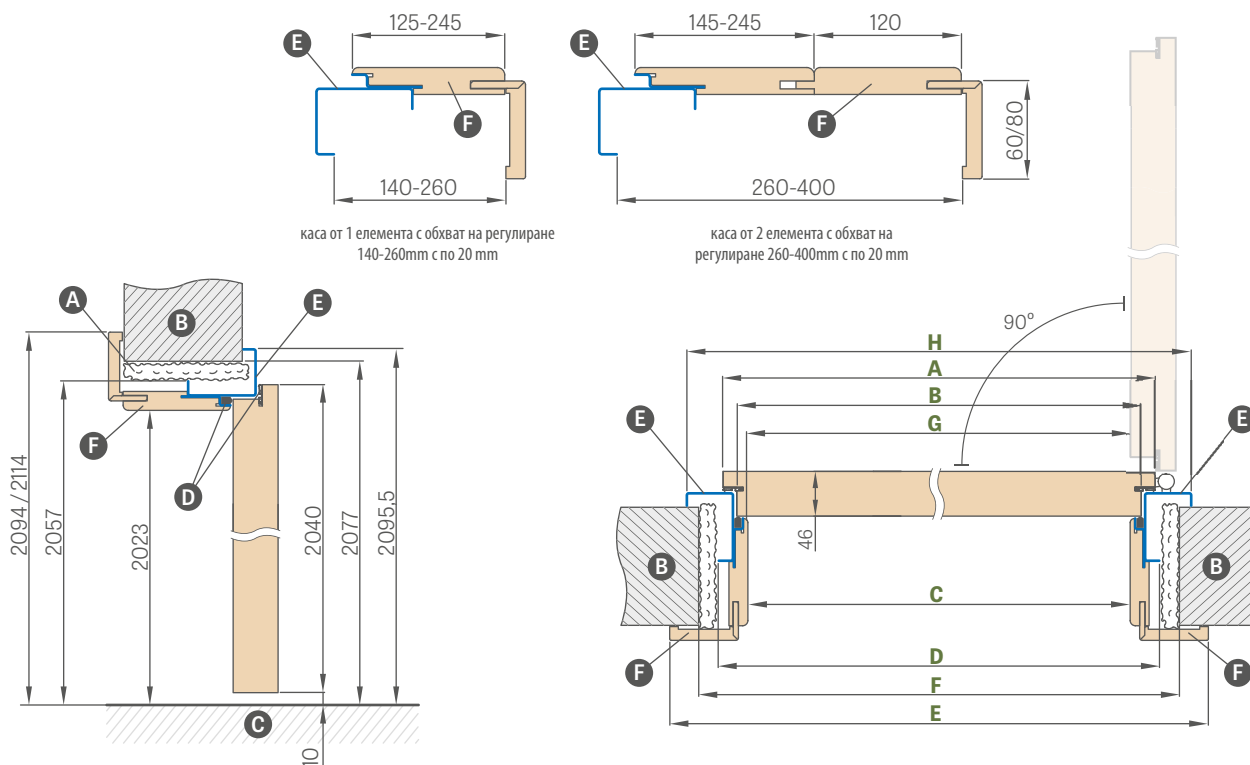 125-245
145-245
120
E
E
F
F
60/80
140-260
260-400
каса от 1 елемента с обхват на регулиране
140-260mm с по 20 mm
каса от 2 елемента с обхват на
регулиране 260-400mm с по 20 mm
A
B
E
F
D
C
2094/2114
2057
2023
2040
2077
2095,5
10
90°
H
A
B
G
E
E
46
B
B
C
D
F
F
F
E